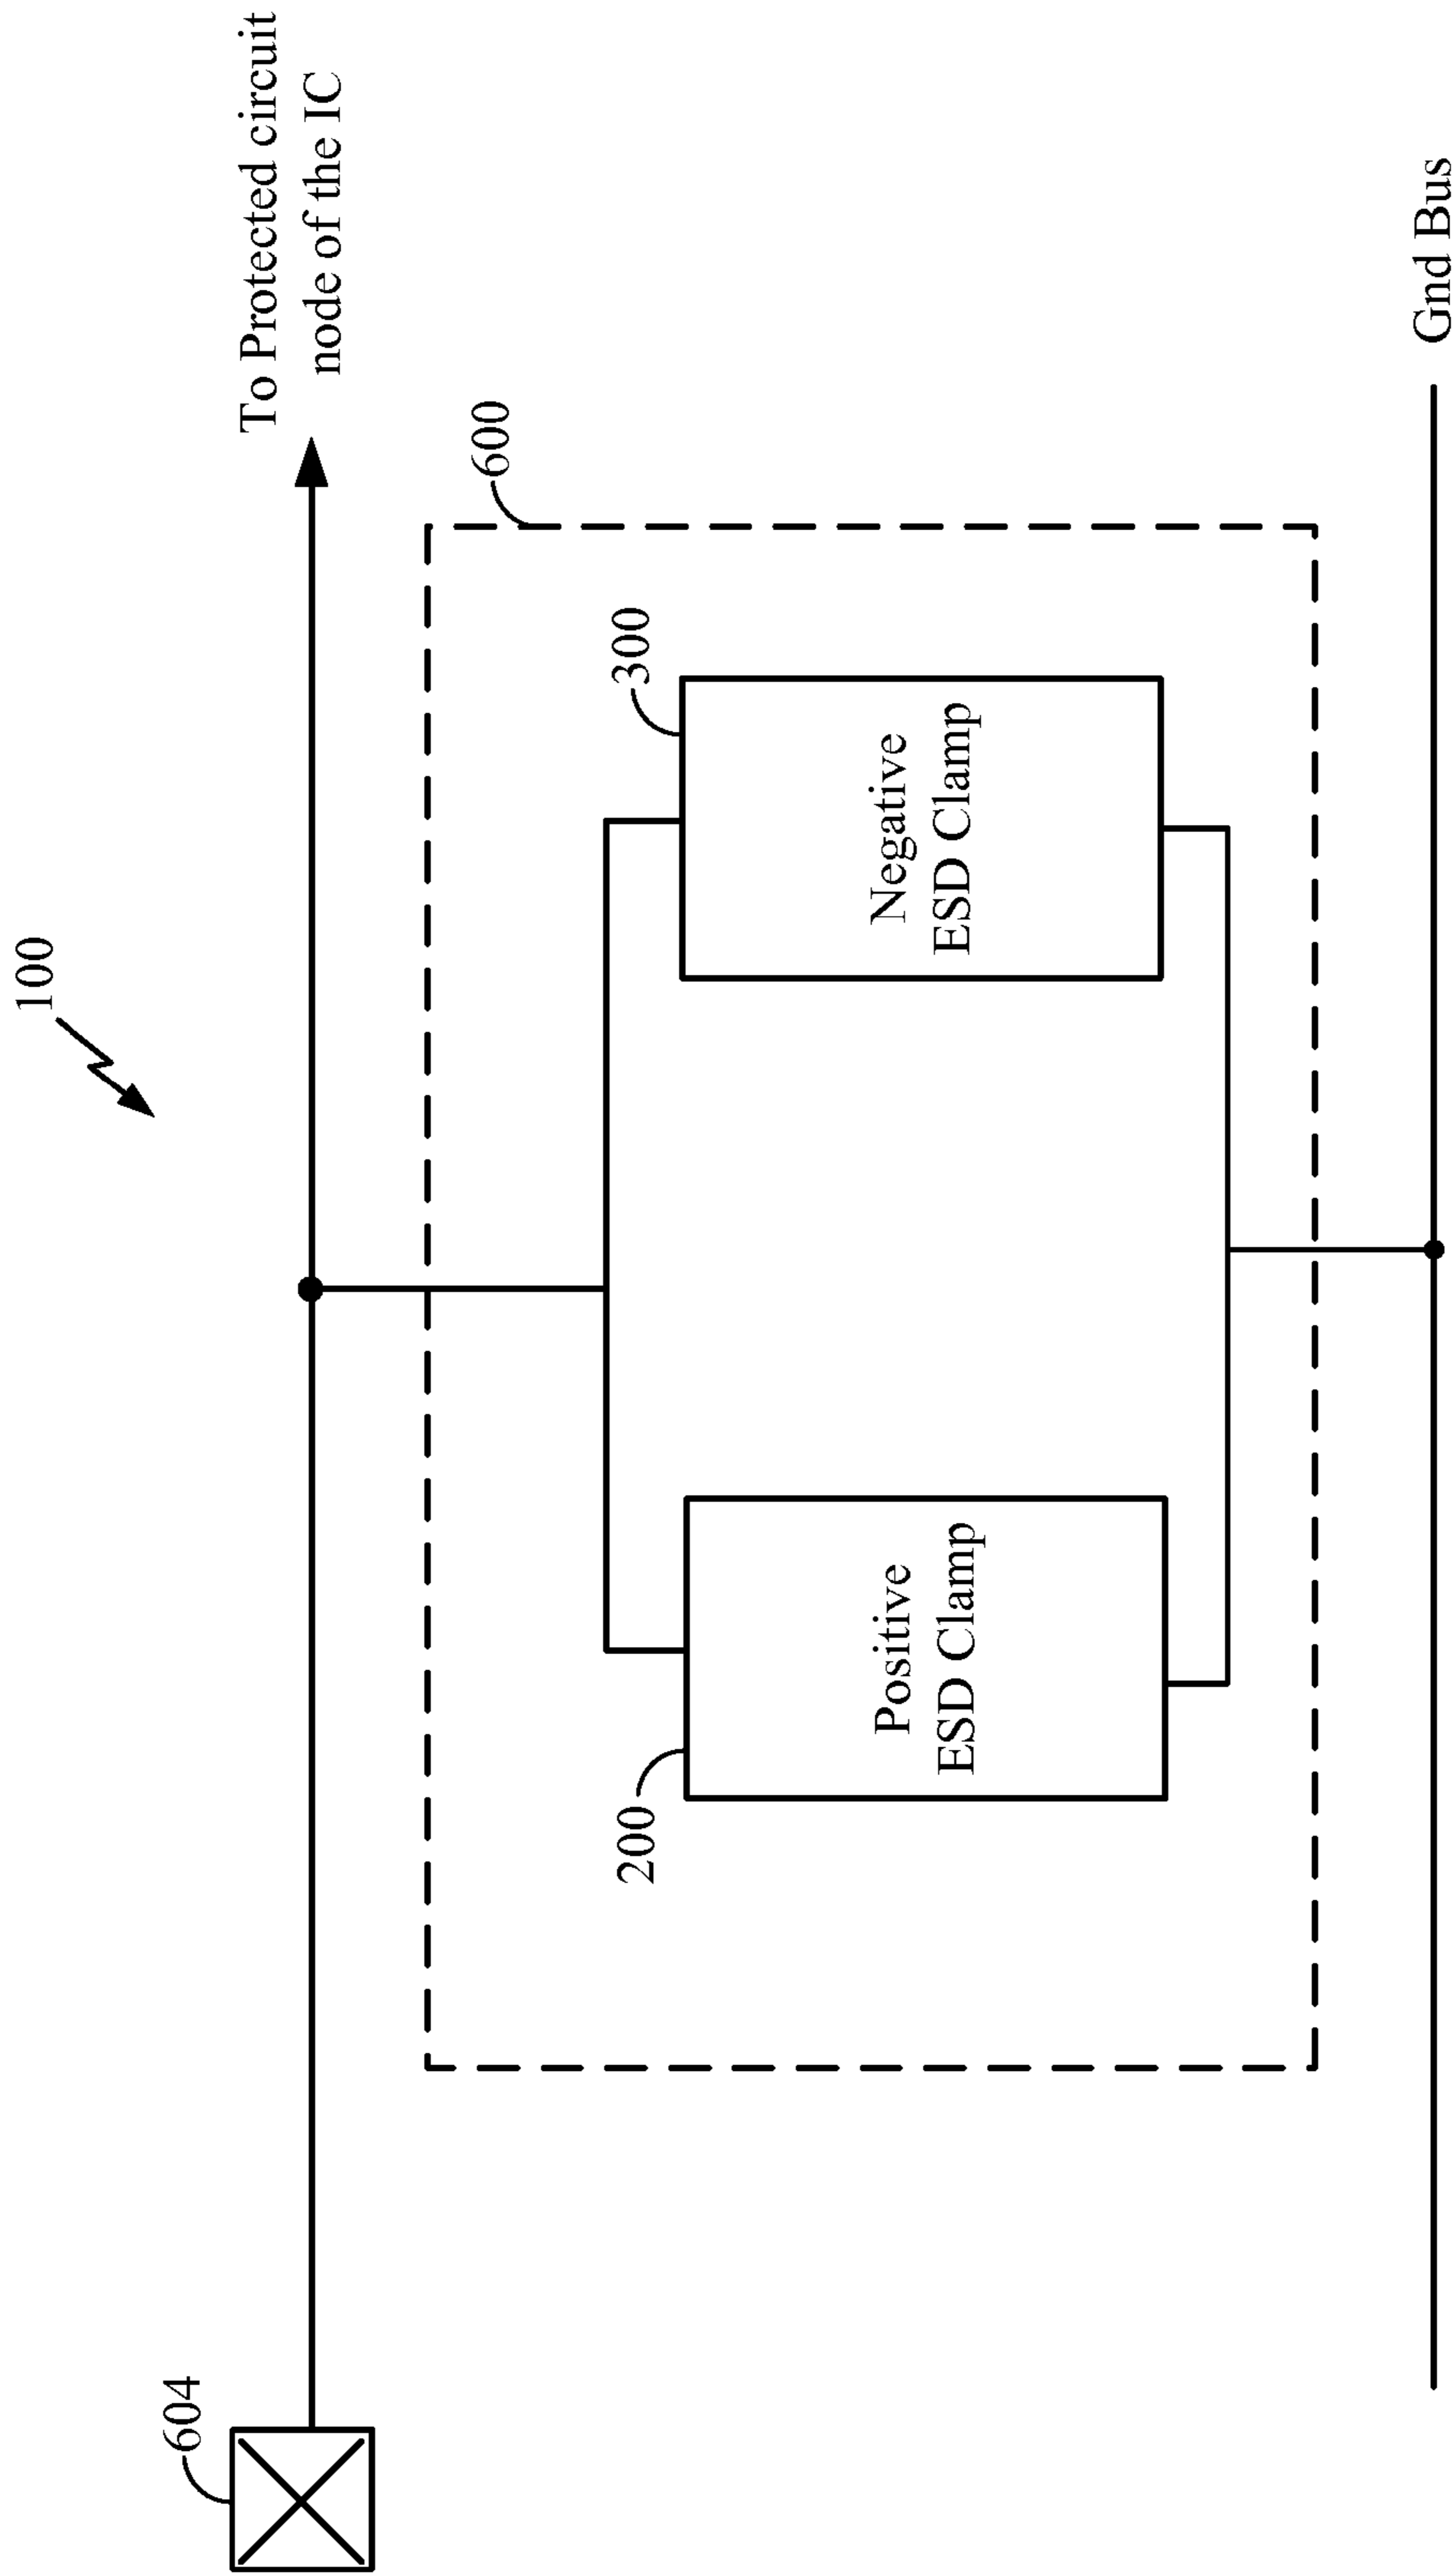 100
604
To Protected circuit
node of the IC
600
200
Positive
ESD Clamp
300
Negative
ESD Clamp
Gnd Bus